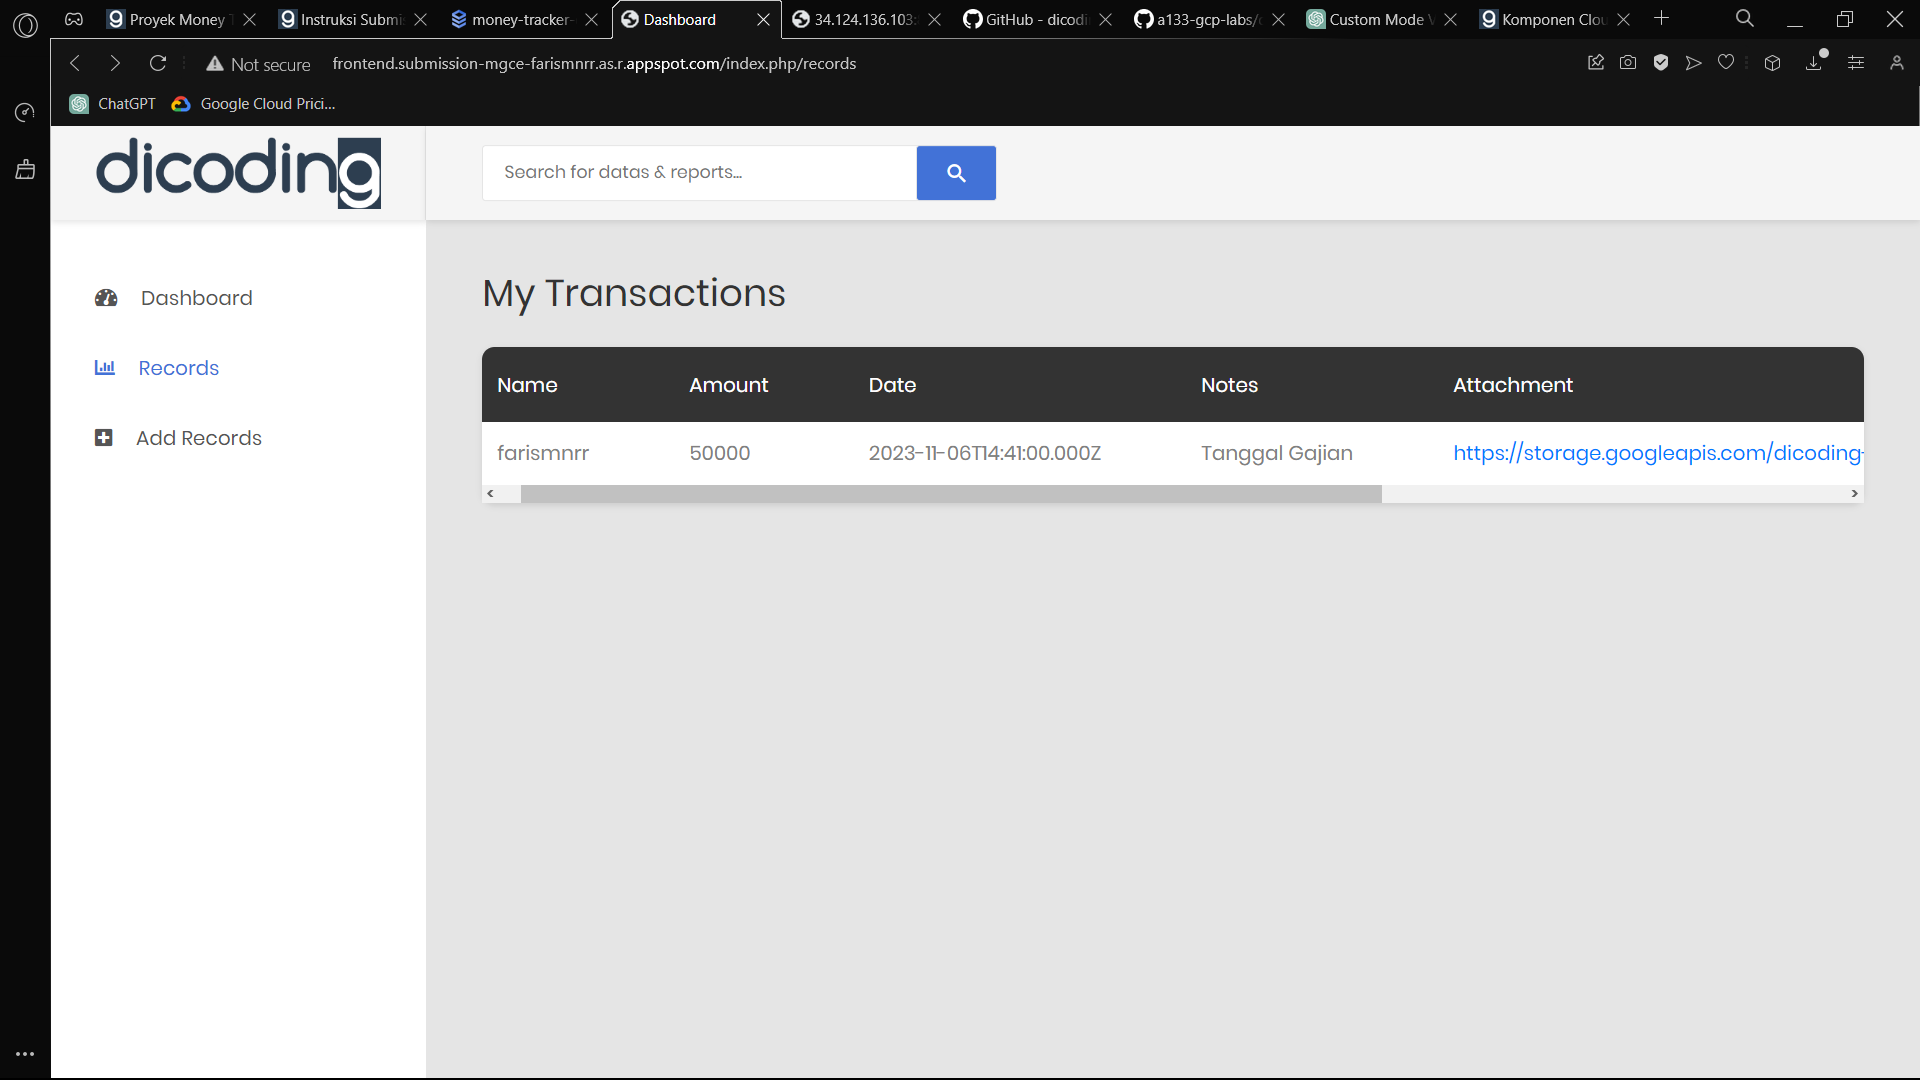 Proyek Money
Instruksi Submi
money-tracker-
Dashboard
34.124.136.103:
GitHub - dicodi
a133-gcp-labs/
Custom Mode V
Komponen Clou
Not secure
frontend.submission-mgce-farismnrr.as.r.appspot.com/index.php/records
ChatGPT
Google Cloud Prici...
dicoding
Search for datas & reports...
Dashboard
Records
Add Records
My Transactions
Name Amount Date Notes Attachment
farismnrr 50000 2023-11-06T14:41:00.000Z Tanggal Gajian https://storage.googleapis.com/dicoding-